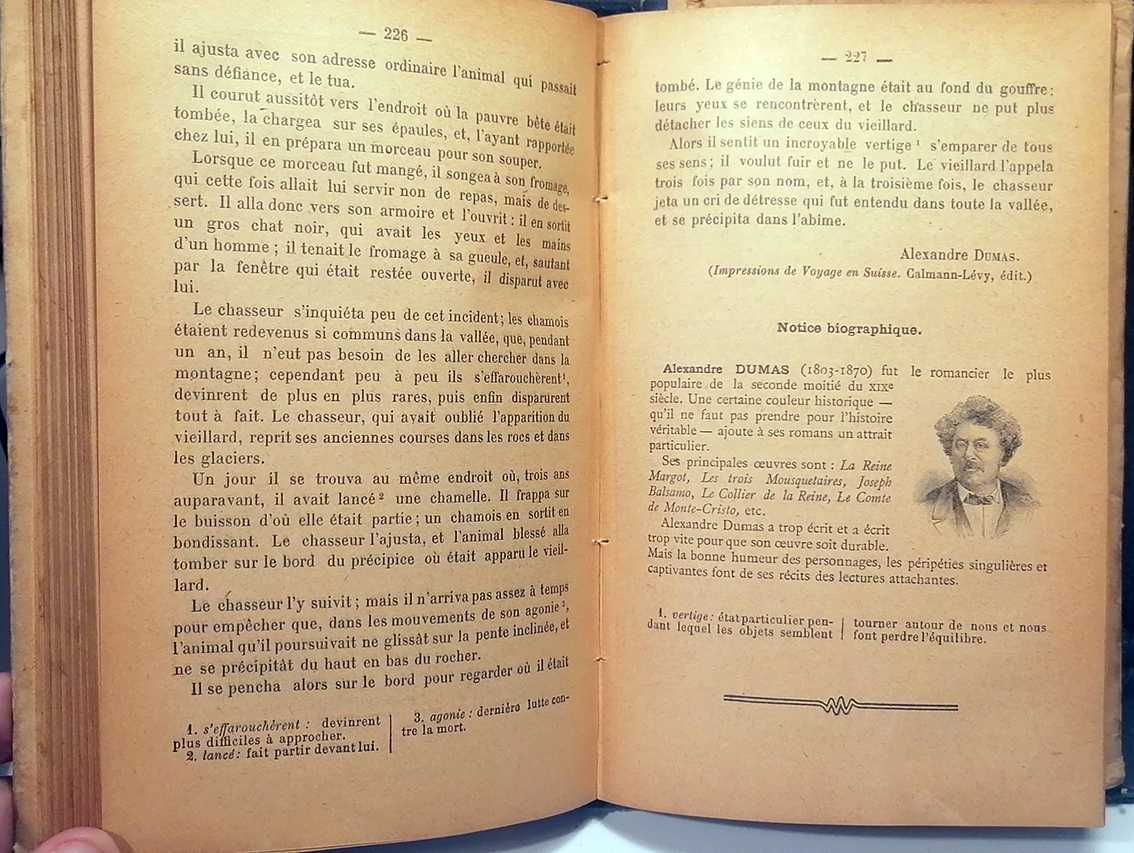 — 226 —
il ajusta avec son adresse ordinaire l'animal qui passait
sans défiance, et le tua.
Il courut aussitôt vers l'endroit où la pauvre bête était
tombée, la chargea sur ses épaules, et, l'ayant rapportée
chez lui, il en prépara un morceau pour son souper.
Lorsque ce morceau fut mangé, il songea à son fromage,
qui cette fois allait lui servir non de repas, mais de des-
sert. Il alla donc vers son armoire et l'ouvrit : il en sortit
un gros chat noir, qui avait les yeux et les mains
d'un homme ; il tenait le fromage à sa gueule, et, sautant
par la fenêtre qui était restée ouverte, il disparut avec
lui.
Le chasseur s'inquiéta peu de cet incident; les chamois
étaient redevenus si communs dans la vallée, que, pendant
un an, il n'eut pas besoin de les aller chercher dans la
montagne; cependant peu à peu ils s'effarouchèrent¹,
devinrent de plus en plus rares, puis enfin disparurent
tout à fait. Le chasseur, qui avait oublié l'apparition du
vieillard, reprit ses anciennes courses dans les rocs et dans
les glaciers.
Un jour il se trouva au même endroit où, trois ans
auparavant, il avait lancé² une chamelle. Il frappa sur
le buisson d'où elle était partie; un chamois en sortit en
bondissant. Le chasseur l'ajusta, et l'animal blessé alla
tomber sur le bord du précipice où était apparu le vieil-
lard.
Le chasseur l'y suivit ; mais il n'arriva pas assez à temps
pour empêcher que, dans les mouvements de son agonie³,
l'animal qu'il poursuivait ne glissât sur la pente inclinée, et
ne se précipitât du haut en bas du rocher.
Il se pencha alors sur le bord pour regarder où il était
1. s'effarouchèrent : devinrent
plus difficiles à approcher.
2. lancé : fait partir devant lui.
3. agonie : dernière lutte con-
tre la mort.
— 227 —
tombé. Le génie de la montagne était au fond du gouffre;
leurs yeux se rencontrèrent, et le chasseur ne put plus
détacher les siens de ceux du vieillard.
Alors il sentit un incroyable vertige¹ s'emparer de tous
ses sens; il voulut fuir et ne le put. Le vieillard l'appela
trois fois par son nom, et, à la troisième fois, le chasseur
jeta un cri de détresse qui fut entendu dans toute la vallée,
et se précipita dans l'abîme.
Alexandre DUMAS.
(Impressions de Voyage en Suisse. Calmann-Lévy, édit.)
Notice biographique.
Alexandre DUMAS (1803-1870) fut le romancier le plus
populaire de la seconde moitié du XIXe
siècle. Une certaine couleur historique —
qu'il ne faut pas prendre pour l'histoire
véritable — ajoute à ses romans un attrait
particulier.
Ses principales œuvres sont : La Reine
Margot, Les trois Mousquetaires, Joseph
Balsamo, Le Collier de la Reine, Le Comte
de Monte-Cristo, etc.
Alexandre Dumas a trop écrit et a écrit
trop vite pour que son œuvre soit durable.
Mais la bonne humeur des personnages, les péripéties singulières et
captivantes font de ses récits des lectures attachantes.
1. vertige : état particulier pen-
dant lequel les objets semblent
tourner autour de nous et nous
font perdre l'équilibre.